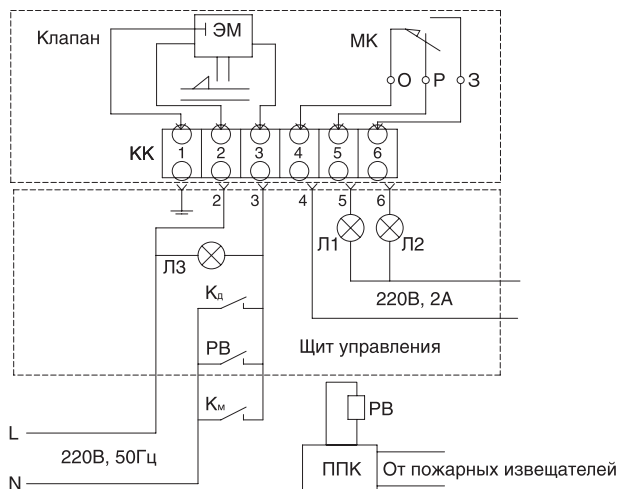 Клапан
ЭМ
МК
О Р З
КК
1 2 3 4 5 6
2 3 4 5 6
Л3
Л1
Л2
220В, 2А
Кд
РВ
Щит управления
Км
L
220В, 50Гц
N
РВ
ППК
От пожарных извещателей